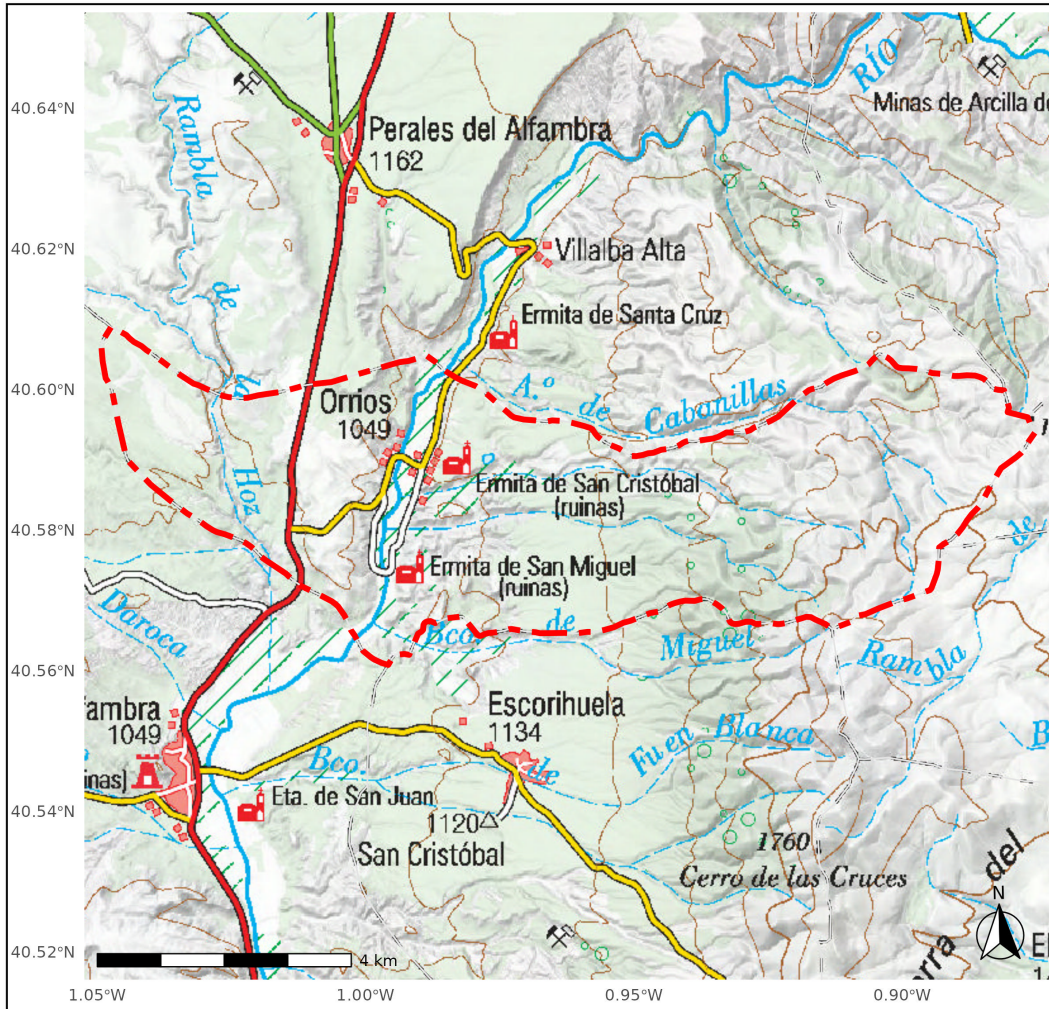 40.64°N
40.62°N
40.60°N
40.58°N
40.56°N
40.54°N
40.52°N
RÍO
Minas de Arcilla de
Rambla
de
la
Hoz
Perales del Alfambra
1162
Villalba Alta
Ermita de Santa Cruz
A.º de Cabanillas
Orrios
1049
Ermita de San Cristóbal
(ruinas)
Ermita de San Miguel
(ruinas)
de
Daroca
Bco. de Miguel
Rambla
fambra
1049
inas)
Escorihuela
1134
Fuen Blanca
B
Bco. de
Eta. de San Juan
1120
San Cristóbal
1760
Cerro de las Cruces
rra del
N
El
4 km
1.05°W
1.00°W
0.95°W
0.90°W